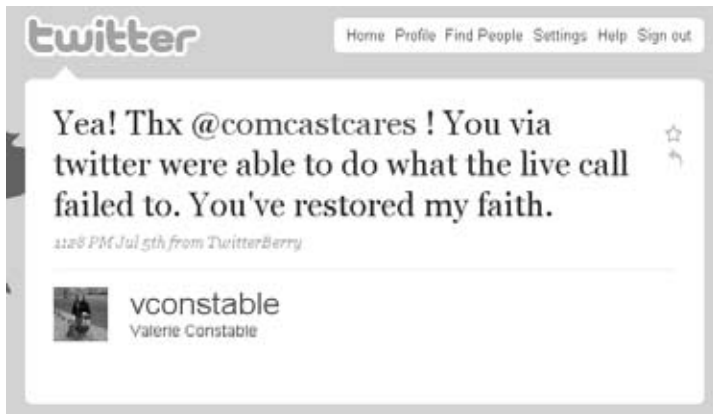 twitter
Home Profile Find People Settings Help Sign out
Yea! Thx @comcastcares ! You via
twitter were able to do what the live call
failed to. You've restored my faith.
11:28 PM Jul 5th from TwitterBerry
vconstable
Valerie Constable